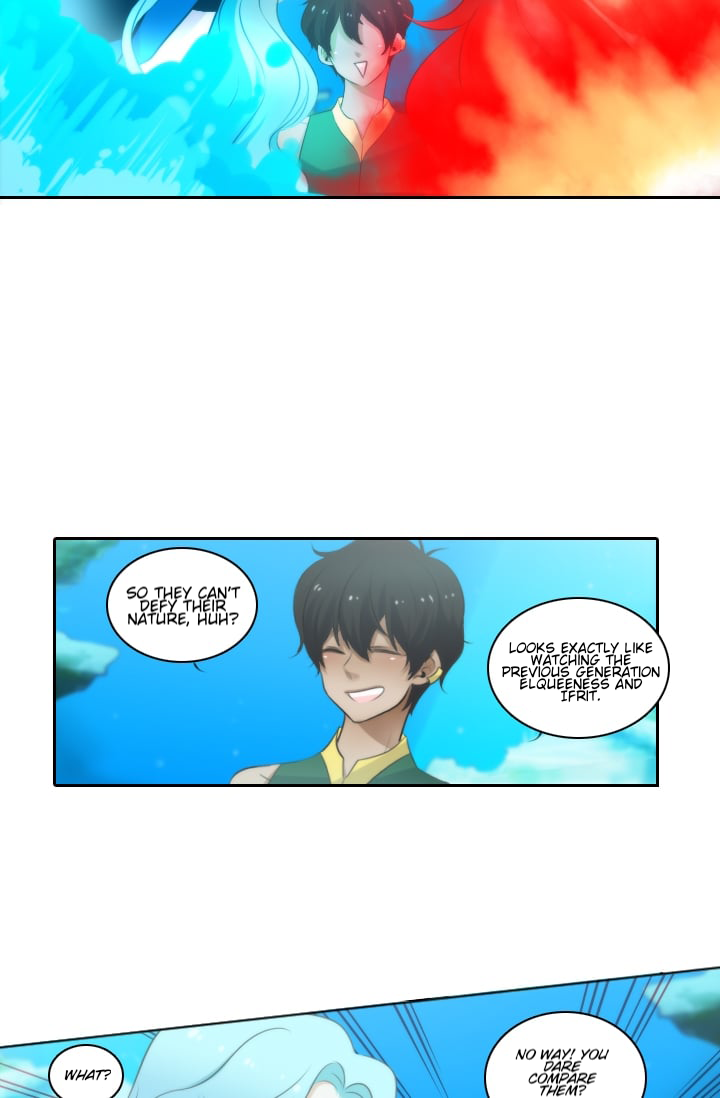 SO THEY CAN'T
DEFY THEIR
NATURE, HUH?
LOOKS EXACTLY LIKE
WATCHING THE
PREVIOUS GENERATION
ELQUEENESS AND
IFRIT.
WHAT?
NO WAY! YOU
DARE
COMPARE
THEM?